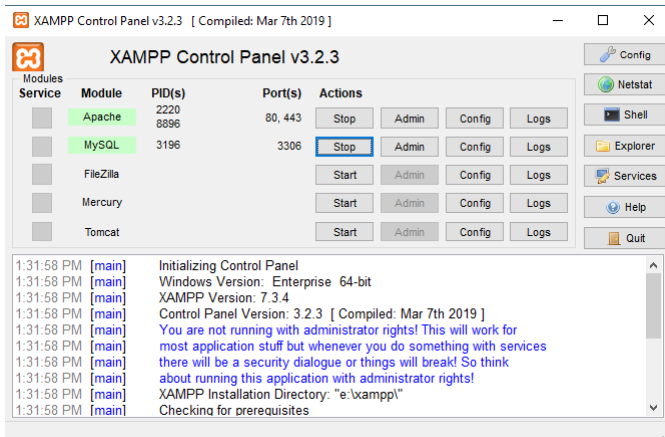 XAMPP Control Panel v3.2.3 [ Compiled: Mar 7th 2019 ]
XAMPP Control Panel v3.2.3
Config
Modules
Service Module PID(s) Port(s) Actions
Netstat
Apache 2220 8896 80, 443 Stop Admin Config Logs
Shell
MySQL 3196 3306 Stop Admin Config Logs
Explorer
FileZilla Start Admin Config Logs
Services
Mercury Start Admin Config Logs
Help
Tomcat Start Admin Config Logs
Quit
1:31:58 PM [main] Initializing Control Panel
1:31:58 PM [main] Windows Version: Enterprise 64-bit
1:31:58 PM [main] XAMPP Version: 7.3.4
1:31:58 PM [main] Control Panel Version: 3.2.3 [ Compiled: Mar 7th 2019 ]
1:31:58 PM [main] You are not running with administrator rights! This will work for
1:31:58 PM [main] most application stuff but whenever you do something with services
1:31:58 PM [main] there will be a security dialogue or things will break! So think
1:31:58 PM [main] about running this application with administrator rights!
1:31:58 PM [main] XAMPP Installation Directory: "e:\xampp\"
1:31:58 PM [main] Checking for prerequisites